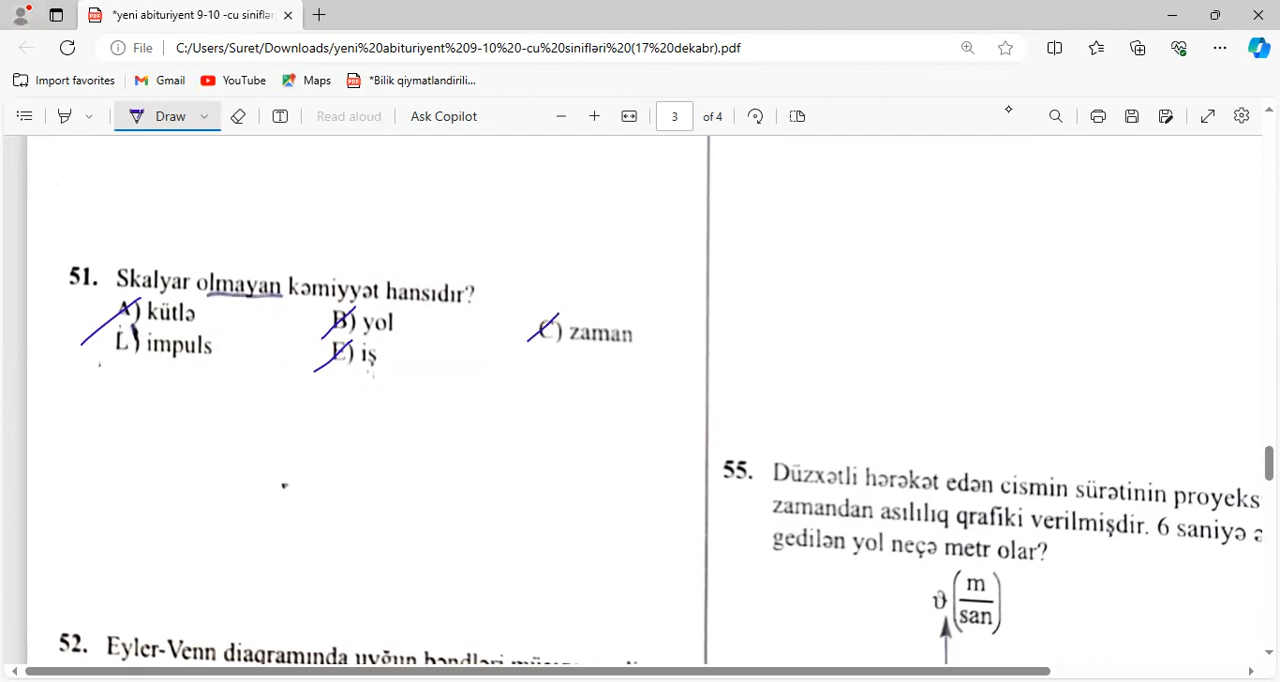 *yeni abituriyent 9-10 -cu sinifləri
File C:/Users/Suret/Downloads/yeni%20abituriyent%209-10%20-cu%20sinifləri%20(17%20dekabr).pdf
Import favorites Gmail YouTube Maps *Bilik qiymatlandirili...
Draw Read aloud Ask Copilot 3 of 4
51. Skalyar olmayan kəmiyyət hansıdır?
A) kütlə B) yol C) zaman
) impuls E) iş
52. Eyler-Venn diaqramında uyğun bəndləri
55. Düzxətli hərəkət edən cismin sürətinin proyeks
zamandan asılılıq qrafiki verilmişdir. 6 saniyə ə
gedilən yol neçə metr olar?
ϑ (m
san)